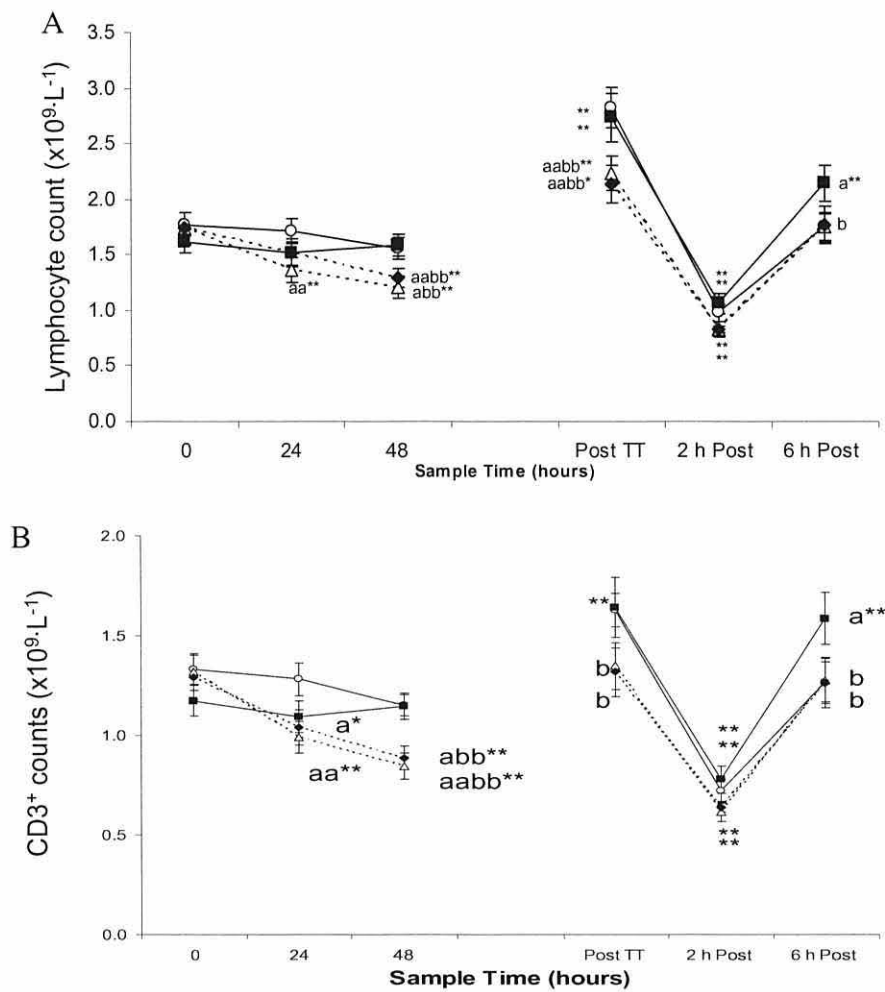 A
Lymphocyte count (x10⁹·L⁻¹)
3.5
3.0
2.5
2.0
1.5
1.0
0.5
0.0
**
**
aabb**
aabb*
a**
b
aabb**
abb**
aa**
**
**
**
**
0 24 48 Post TT 2 h Post 6 h Post
Sample Time (hours)
B
CD3⁺ counts (x10⁹·L⁻¹)
2.0
1.5
1.0
0.5
0.0
**
a**
b
b
b
b
a*
aa**
abb**
aabb**
**
**
**
**
0 24 48 Post TT 2 h Post 6 h Post
Sample Time (hours)